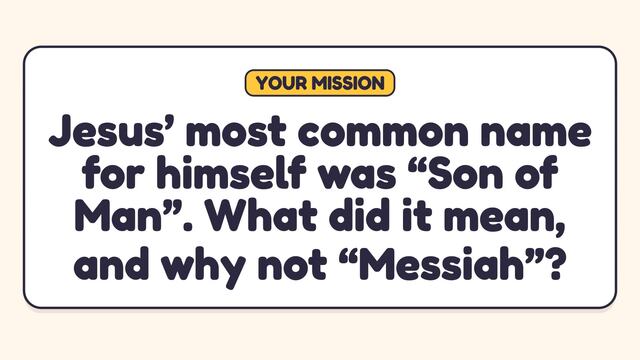 YOUR MISSION
Jesus’ most common name
for himself was “Son of
Man”. What did it mean,
and why not “Messiah”?